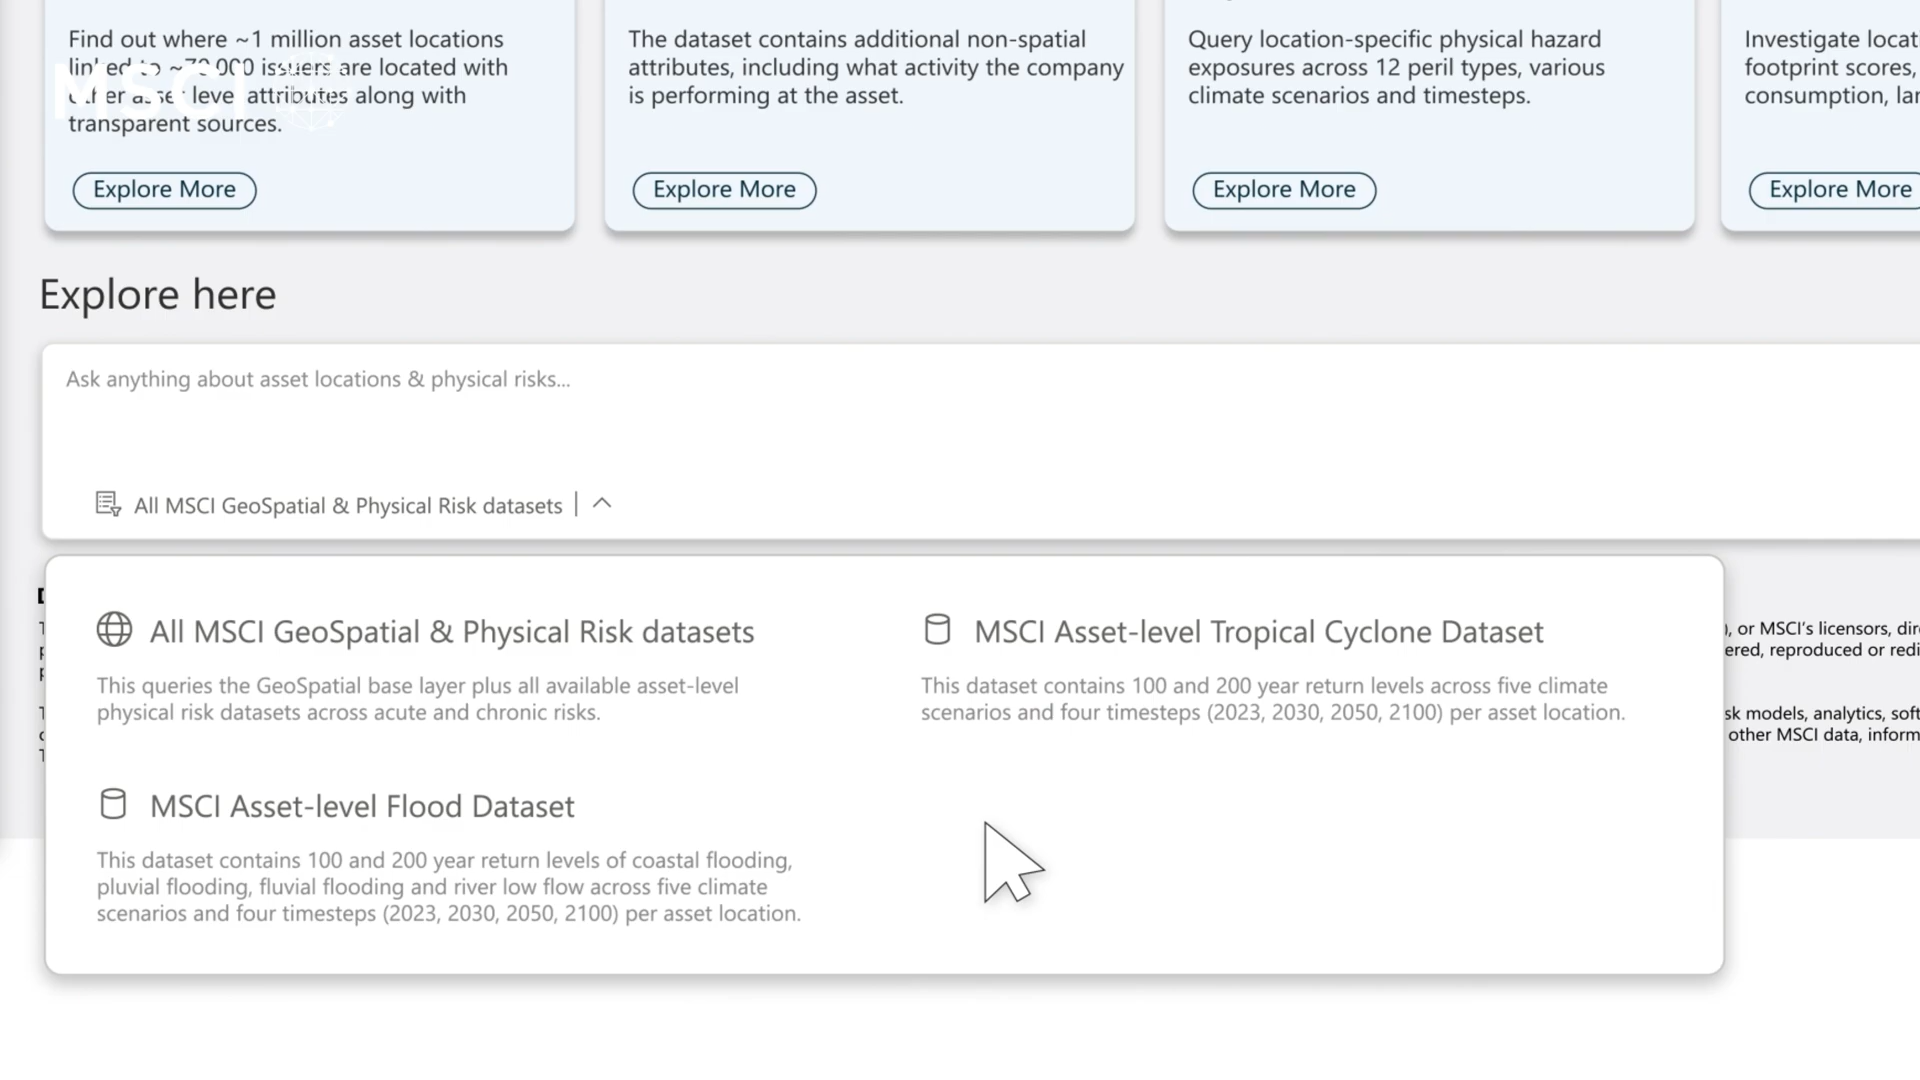 Find out where ~1 million asset locations
linked to ~70,000 issuers are located with
other asset level attributes along with
transparent sources.
Explore More
The dataset contains additional non-spatial
attributes, including what activity the company
is performing at the asset.
Explore More
Query location-specific physical hazard
exposures across 12 peril types, various
climate scenarios and timesteps.
Explore More
Investigate
footprint scores,
consumption,
Explore More
MSCI
Explore here
Ask anything about asset locations & physical risks...
All MSCI GeoSpatial & Physical Risk datasets
All MSCI GeoSpatial & Physical Risk datasets
This queries the GeoSpatial base layer plus all available asset-level
physical risk datasets across acute and chronic risks.
MSCI Asset-level Tropical Cyclone Dataset
This dataset contains 100 and 200 year return levels across five climate
scenarios and four timesteps (2023, 2030, 2050, 2100) per asset location.
MSCI Asset-level Flood Dataset
This dataset contains 100 and 200 year return levels of coastal flooding,
pluvial flooding, fluvial flooding and river low flow across five climate
scenarios and four timesteps (2023, 2030, 2050, 2100) per asset location.
), or MSCI's licensors,
ered, reproduced or
sk models, analytics,
other MSCI data,